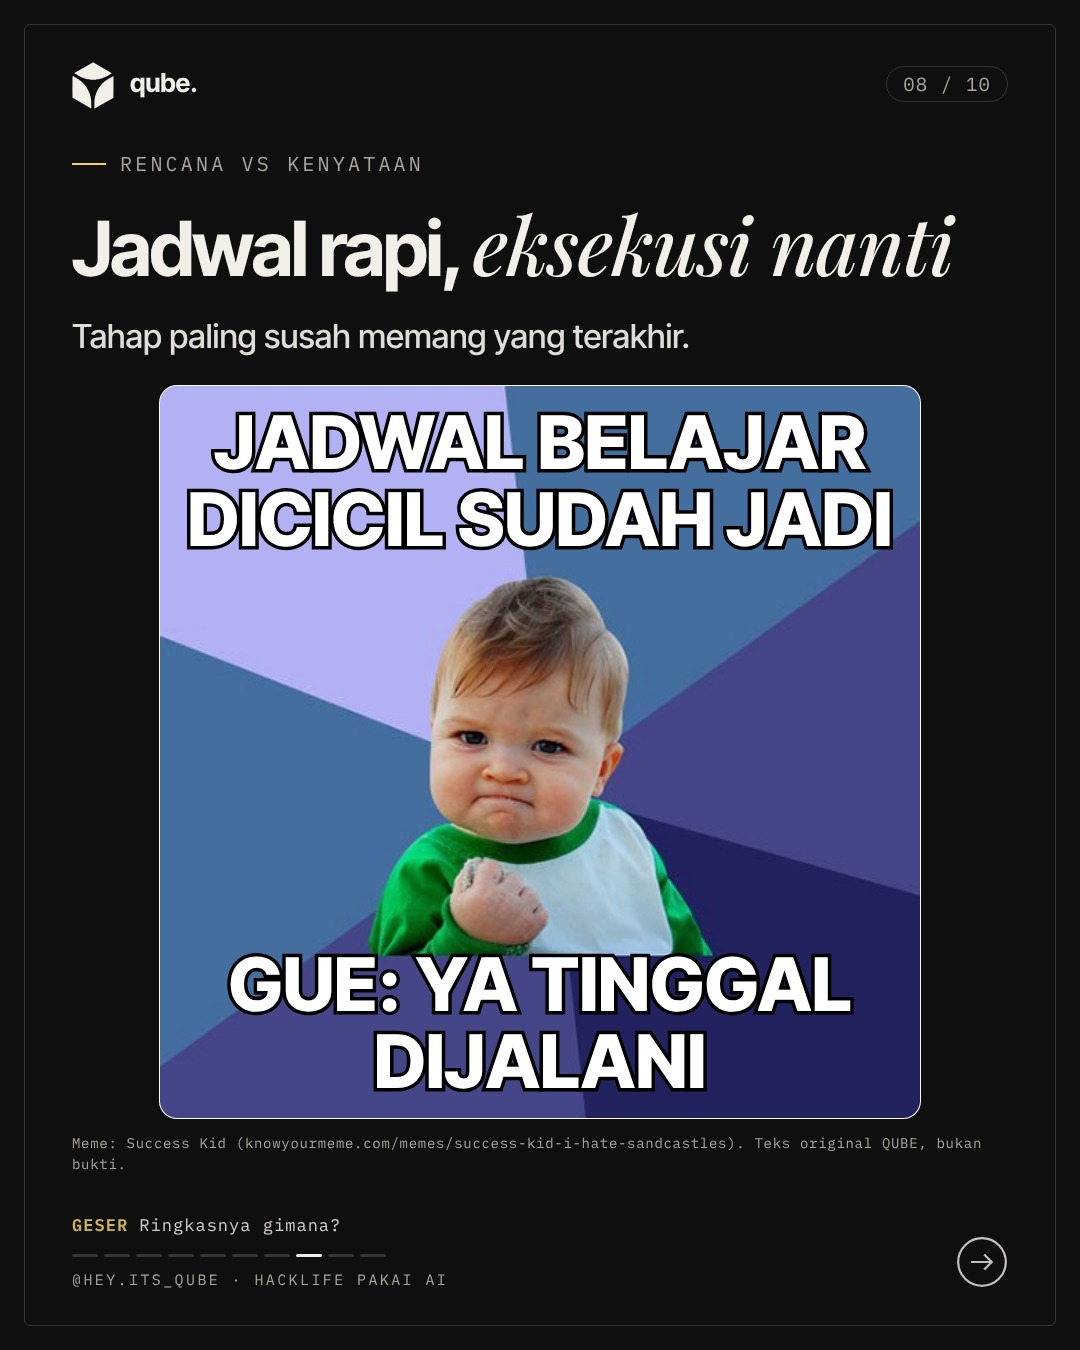 qube.
08 / 10
RENCANA VS KENYATAAN
Jadwal rapi, eksekusi nanti
Tahap paling susah memang yang terakhir.
JADWAL BELAJAR
DICICIL SUDAH JADI
GUE: YA TINGGAL
DIJALANI
Meme: Success Kid (knowyourmeme.com/memes/success-kid-i-hate-sandcastles). Teks original QUBE, bukan
bukti.
GESER Ringkasnya gimana?
@HEY.ITS_QUBE · HACKLIFE PAKAI AI